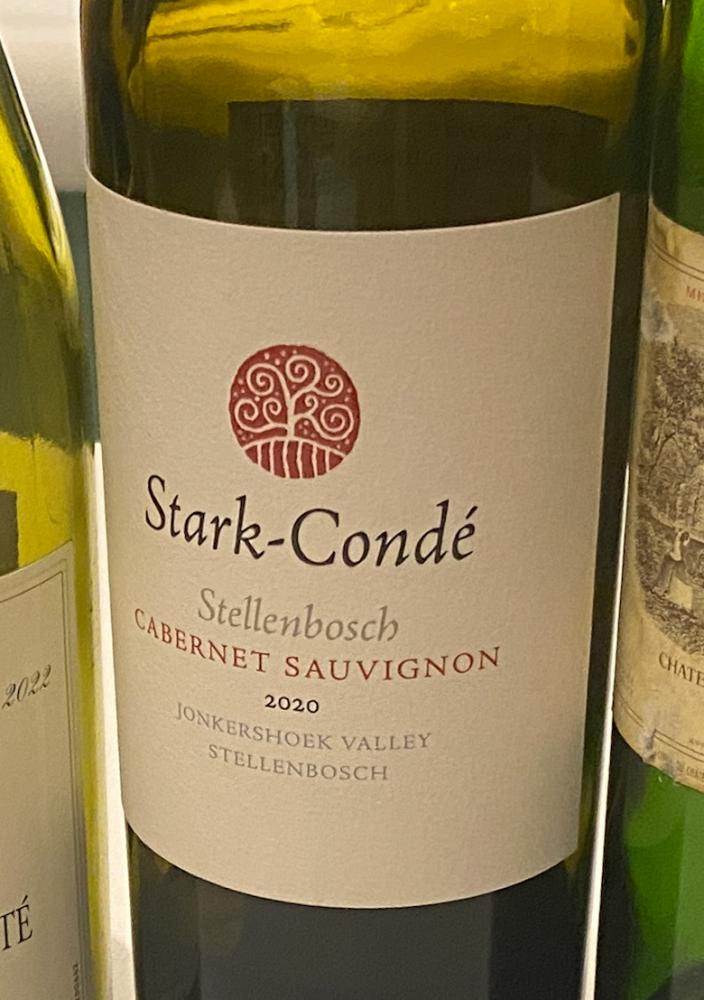 Stark-Condé
Stellenbosch
CABERNET SAUVIGNON
2020
JONKERSHOEK VALLEY
STELLENBOSCH
2022
TÉ
CHATE